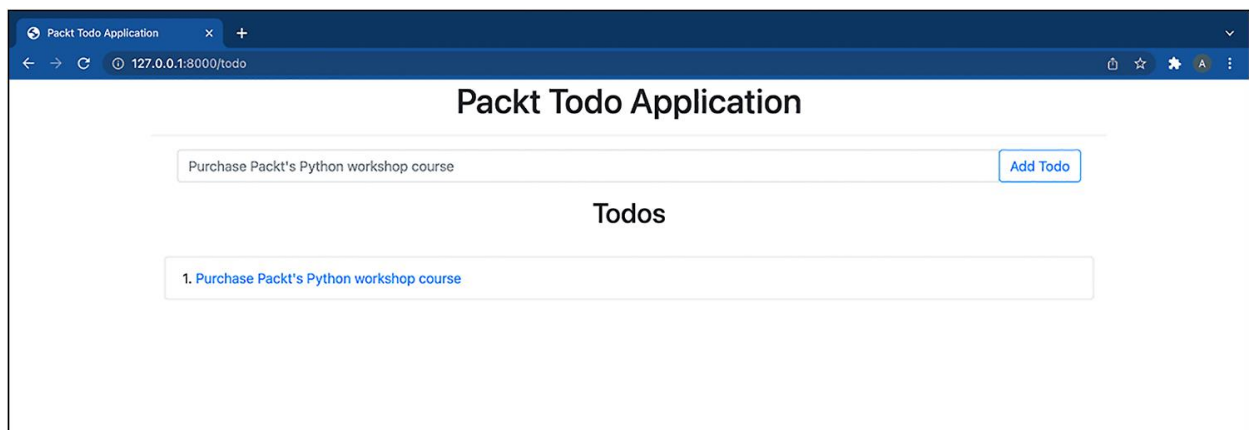 Packt Todo Application
127.0.0.1:8000/todo
A
Packt Todo Application
Purchase Packt's Python workshop course
Add Todo
Todos
1. Purchase Packt's Python workshop course